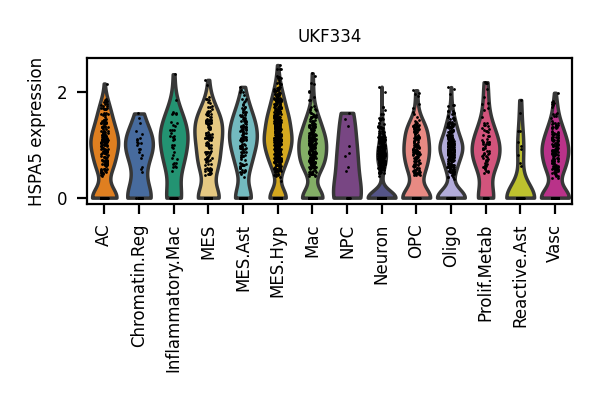 UKF334
HSPA5 expression
2
0
AC
Chromatin.Reg
Inflammatory.Mac
MES
MES.Ast
MES.Hyp
Mac
NPC
Neuron
OPC
Oligo
Prolif.Metab
Reactive.Ast
Vasc